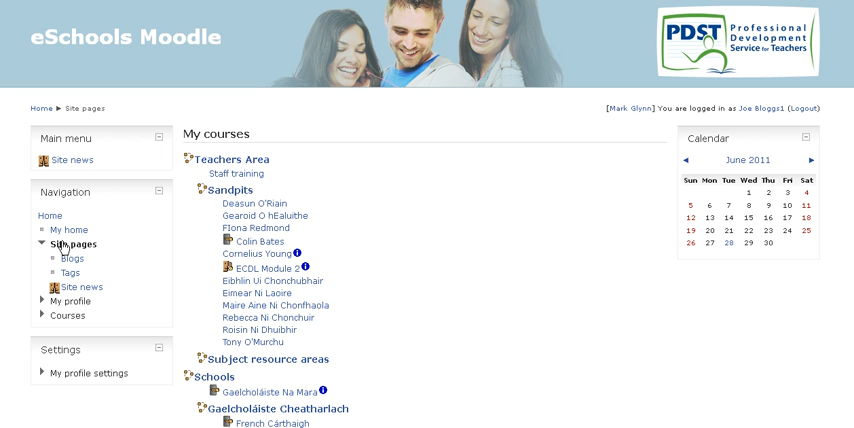 eSchools Moodle
PDST
Professional
Development
Service for Teachers
Home ► Site pages
[Mark Glynn] You are logged in as Joe Bloggs1 (Logout)
Main menu
Site news
Navigation
Home
My home
Site pages
Blogs
Tags
Site news
My profile
Courses
Settings
My profile settings
My courses
Teachers Area
Staff training
Sandpits
Deasun O'Riain
Gearoid O hEaluithe
FIona Redmond
Colin Bates
Cornelius Young
ECDL Module 2
Eibhlin Ui Chonchubhair
Eimear Ni Laoire
Maire Aine Ni Chonfhaola
Rebecca Ni Chonchuir
Roisin Ni Dhuibhir
Tony O'Murchu
Subject resource areas
Schools
Gaelcholáiste Na Mara
Gaelcholáiste Cheatharlach
French Cárthaigh
Calendar
◄ June 2011 ►
Sun Mon Tue Wed Thu Fri Sat
1 2 3 4
5 6 7 8 9 10 11
12 13 14 15 16 17 18
19 20 21 22 23 24 25
26 27 28 29 30